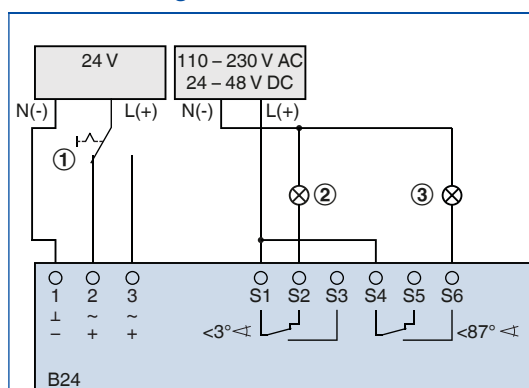 24 V
110 – 230 V AC
24 – 48 V DC
N(-) L(+) N(-) L(+)
① ② ③
1 2 3 S1 S2 S3 S4 S5 S6
⊥ ~ ~
– + +
<3° <87°
B24